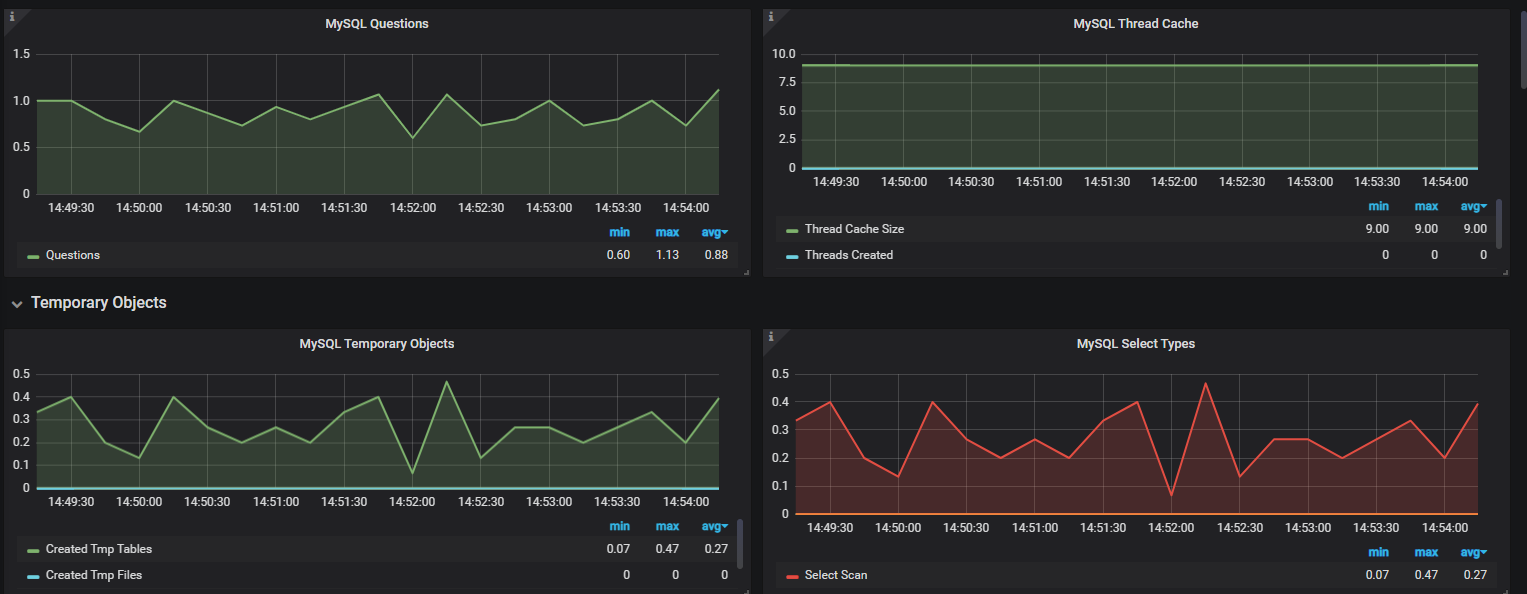 MySQL Questions
1.5
1.0
0.5
0
14:49:30 14:50:00 14:50:30 14:51:00 14:51:30 14:52:00 14:52:30 14:53:00 14:53:30 14:54:00
min max avg
Questions 0.60 1.13 0.88
MySQL Thread Cache
10.0
7.5
5.0
2.5
0
14:49:30 14:50:00 14:50:30 14:51:00 14:51:30 14:52:00 14:52:30 14:53:00 14:53:30 14:54:00
min max avg
Thread Cache Size 9.00 9.00 9.00
Threads Created 0 0 0
Temporary Objects
MySQL Temporary Objects
0.5
0.4
0.3
0.2
0.1
0
14:49:30 14:50:00 14:50:30 14:51:00 14:51:30 14:52:00 14:52:30 14:53:00 14:53:30 14:54:00
min max avg
Created Tmp Tables 0.07 0.47 0.27
Created Tmp Files 0 0 0
MySQL Select Types
0.5
0.4
0.3
0.2
0.1
0
14:49:30 14:50:00 14:50:30 14:51:00 14:51:30 14:52:00 14:52:30 14:53:00 14:53:30 14:54:00
min max avg
Select Scan 0.07 0.47 0.27